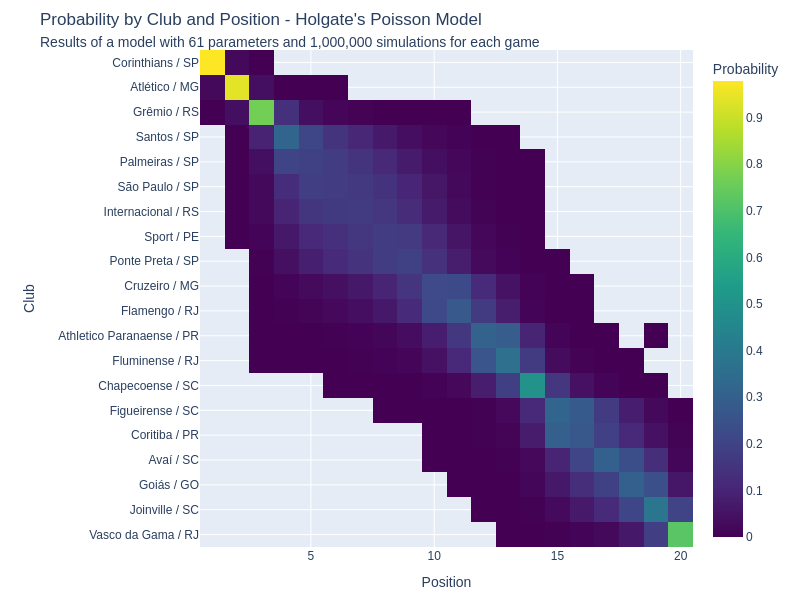 Probability by Club and Position - Holgate's Poisson Model
Results of a model with 61 parameters and 1,000,000 simulations for each game
Probability
Corinthians / SP
Atlético / MG
Grêmio / RS
Santos / SP
Palmeiras / SP
São Paulo / SP
Internacional / RS
Sport / PE
Ponte Preta / SP
Cruzeiro / MG
Flamengo / RJ
Athletico Paranaense / PR
Fluminense / RJ
Chapecoense / SC
Figueirense / SC
Coritiba / PR
Avaí / SC
Goiás / GO
Joinville / SC
Vasco da Gama / RJ
Club
5
10
15
20
Position
0.9
0.8
0.7
0.6
0.5
0.4
0.3
0.2
0.1
0